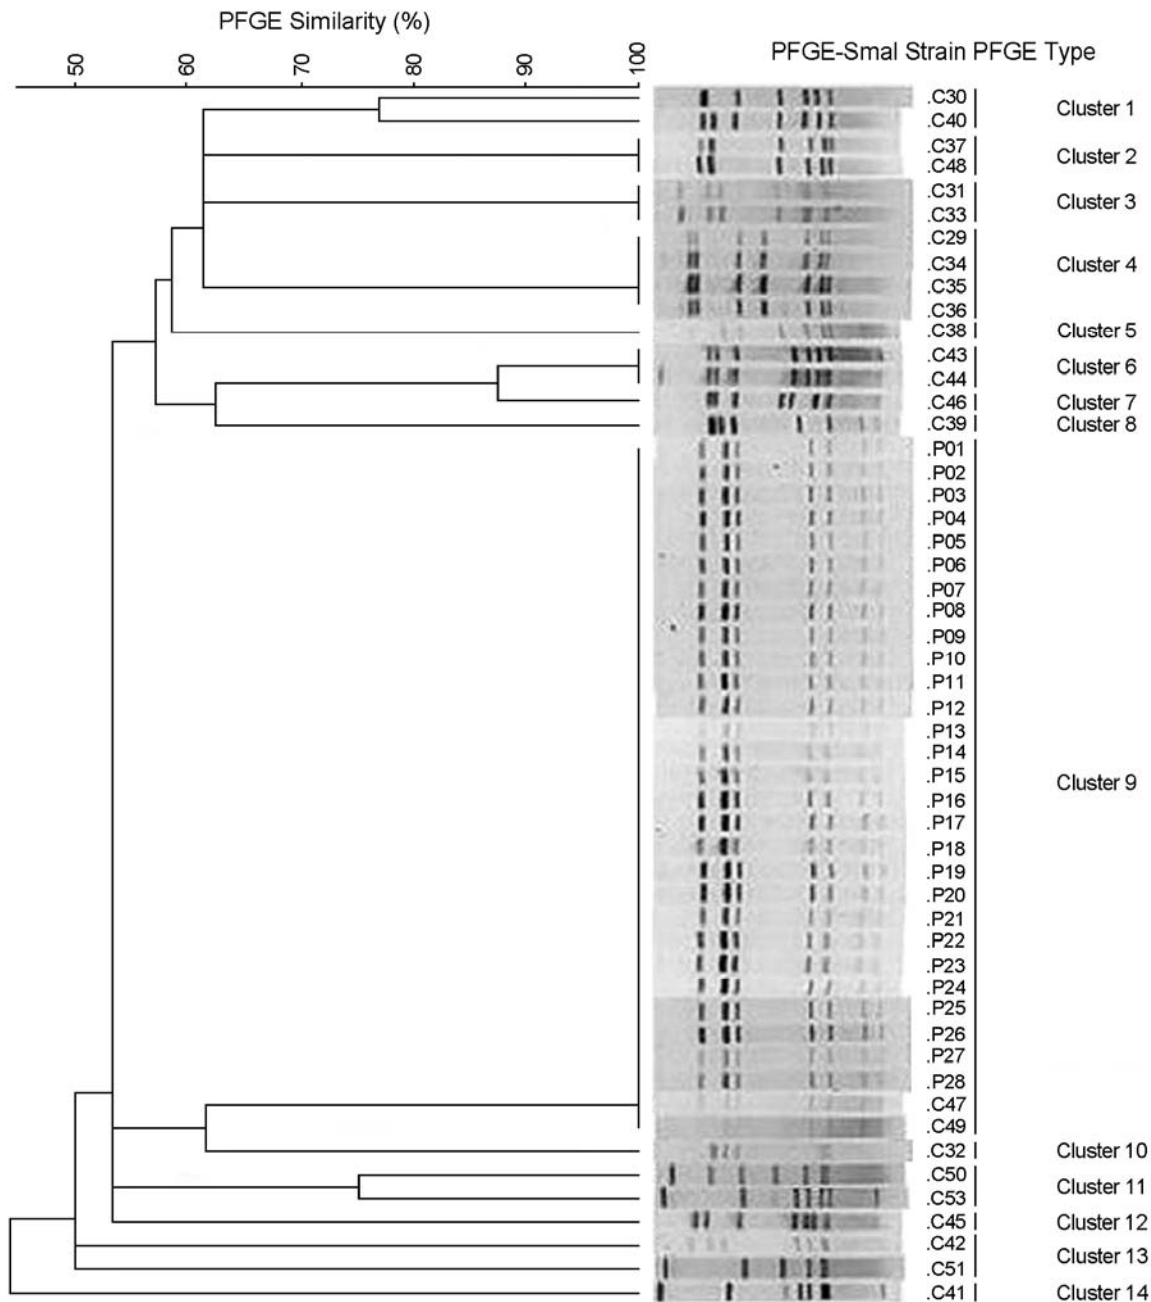 PFGE Similarity (%)
50 60 70 80 90 100
PFGE-SmaI Strain PFGE Type
.C30
Cluster 1
.C40
.C37
Cluster 2
.C48
.C31
Cluster 3
.C33
.C29
.C34
Cluster 4
.C35
.C36
.C38 Cluster 5
.C43
Cluster 6
.C44
.C46 Cluster 7
.C39 Cluster 8
.P01
.P02
.P03
.P04
.P05
.P06
.P07
.P08
.P09
.P10
.P11
.P12
.P13
.P14
.P15
Cluster 9
.P16
.P17
.P18
.P19
.P20
.P21
.P22
.P23
.P24
.P25
.P26
.P27
.P28
.C47
.C49
.C32 Cluster 10
.C50
Cluster 11
.C53
.C45 Cluster 12
.C42
Cluster 13
.C51
.C41 Cluster 14